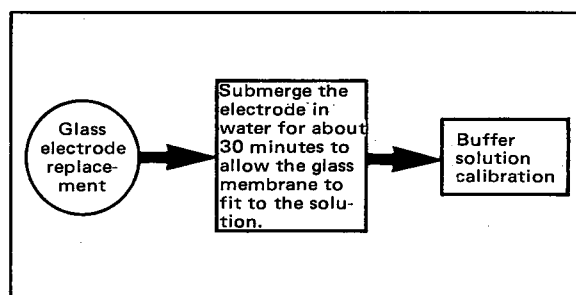 Glass
electrode
replace-
ment
Submerge the
electrode in
water for about
30 minutes to
allow the glass
membrane to
fit to the solu-
tion.
Buffer
solution
calibration